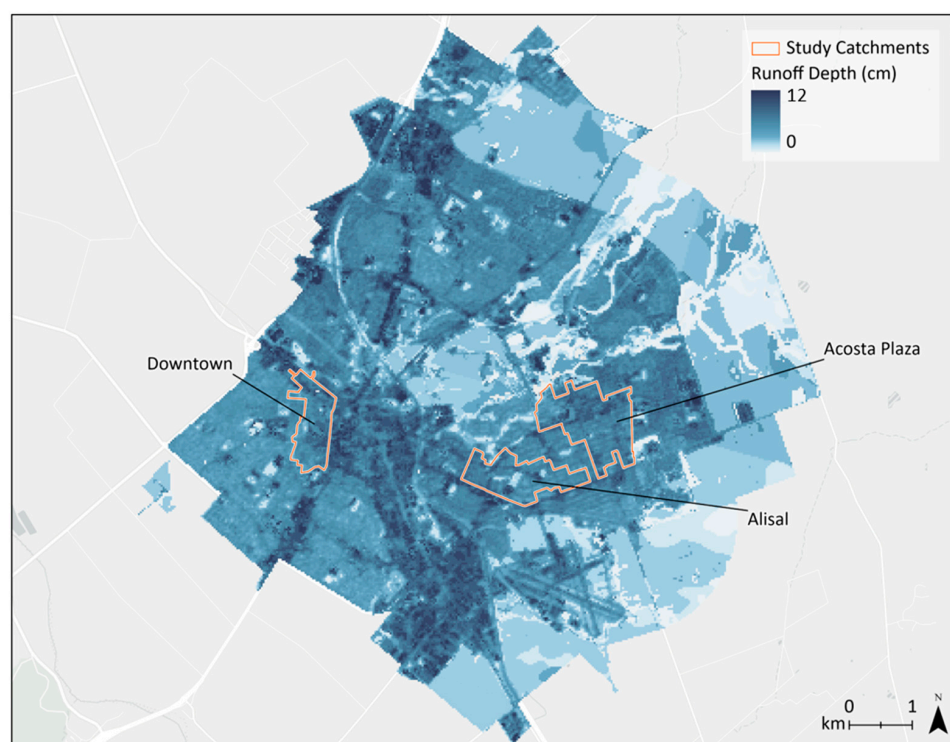 Study Catchments
Runoff Depth (cm)
12
0
Downtown
Acosta Plaza
Alisal
N
0 1
km